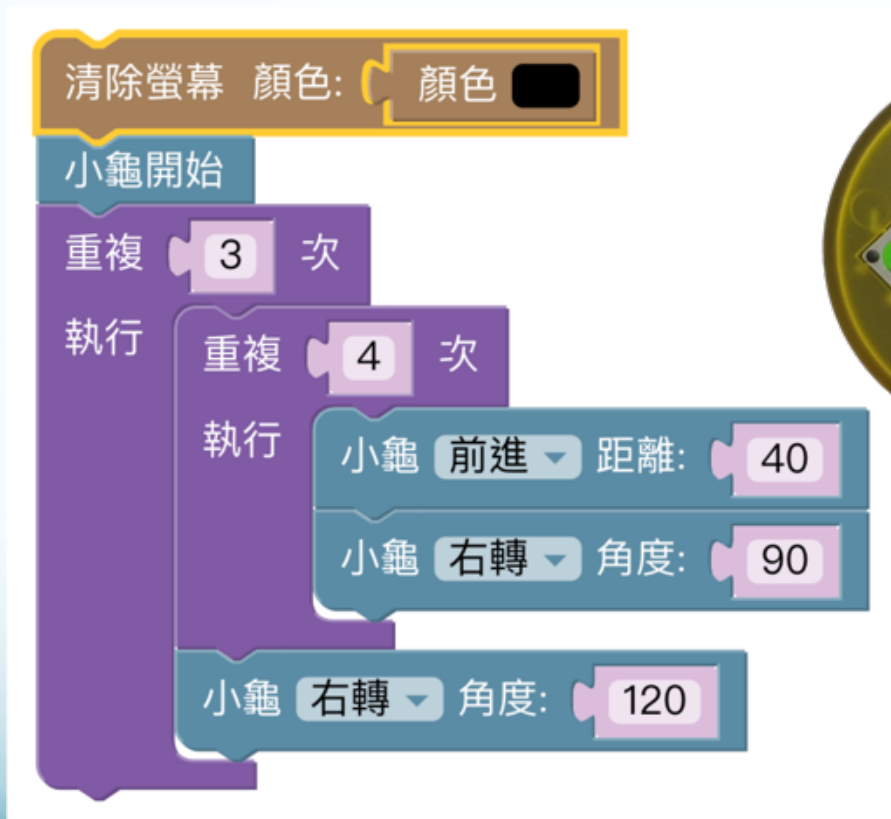 清除螢幕 顏色: 顏色
小龜開始
重複 3 次
執行
重複 4 次
執行
小龜 前進 距離: 40
小龜 右轉 角度: 90
小龜 右轉 角度: 120